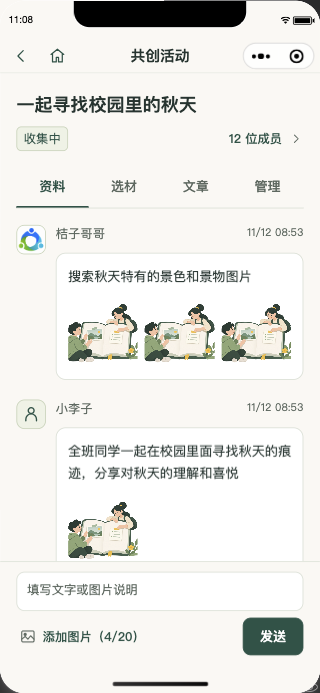 11:08
共创活动
一起寻找校园里的秋天
收集中
12 位成员
资料
选材
文章
管理
桔子哥哥
11/12 08:53
搜索秋天特有的景色和景物图片
小李子
11/12 08:53
全班同学一起在校园里面寻找秋天的痕
迹，分享对秋天的理解和喜悦
填写文字或图片说明
添加图片（4/20）
发送